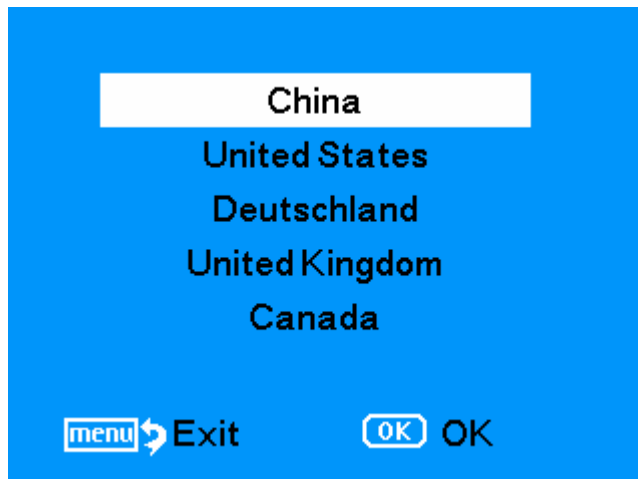 China
United States
Deutschland
United Kingdom
Canada
menu Exit OK OK